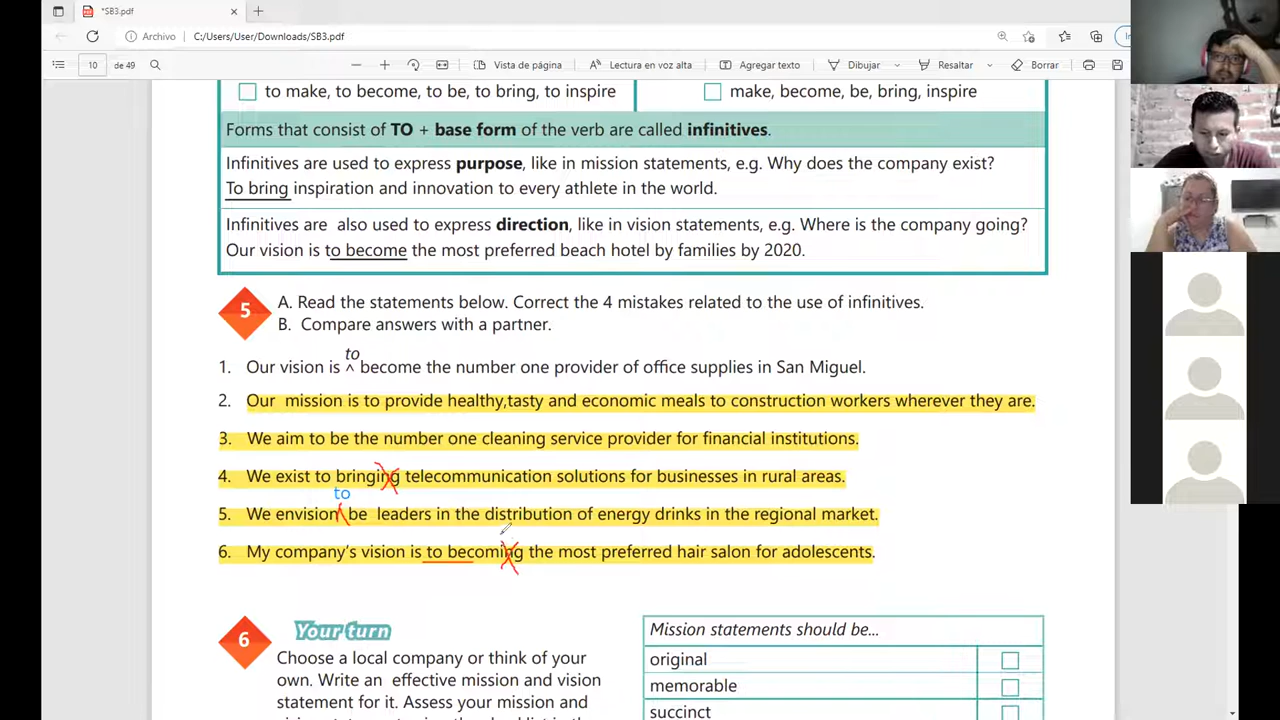 *SB3.pdf
Archivo | C:/Users/User/Downloads/SB3.pdf
10 de 49 Vista de página Lectura en voz alta Agregar texto Dibujar Resaltar Borrar
to make, to become, to be, to bring, to inspire
make, become, be, bring, inspire
Forms that consist of TO + base form of the verb are called infinitives.
Infinitives are used to express purpose, like in mission statements, e.g. Why does the company exist?
To bring inspiration and innovation to every athlete in the world.
Infinitives are also used to express direction, like in vision statements, e.g. Where is the company going?
Our vision is to become the most preferred beach hotel by families by 2020.
5
A. Read the statements below. Correct the 4 mistakes related to the use of infinitives.
B. Compare answers with a partner.
to
1. Our vision is ^ become the number one provider of office supplies in San Miguel.
2. Our mission is to provide healthy,tasty and economic meals to construction workers wherever they are.
3. We aim to be the number one cleaning service provider for financial institutions.
4. We exist to bringing telecommunication solutions for businesses in rural areas.
to
5. We envision be leaders in the distribution of energy drinks in the regional market.
6. My company's vision is to becoming the most preferred hair salon for adolescents.
6
Your turn
Choose a local company or think of your
own. Write an effective mission and vision
statement for it. Assess your mission and
Mission statements should be...
original
memorable
succinct